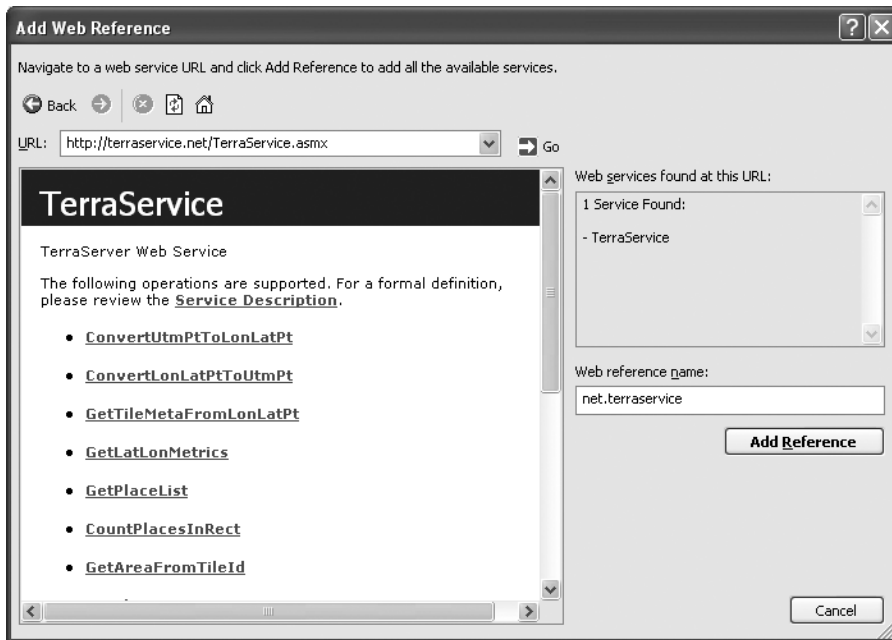 Add Web Reference
Navigate to a web service URL and click Add Reference to add all the available services.
Back
URL: http://terraservice.net/TerraService.asmx Go
TerraService
TerraServer Web Service
The following operations are supported. For a formal definition,
please review the Service Description.
• ConvertUtmPtToLonLatPt
• ConvertLonLatPtToUtmPt
• GetTileMetaFromLonLatPt
• GetLatLonMetrics
• GetPlaceList
• CountPlacesInRect
• GetAreaFromTileId
Web services found at this URL:
1 Service Found:
- TerraService
Web reference name:
net.terraservice
Add Reference
Cancel